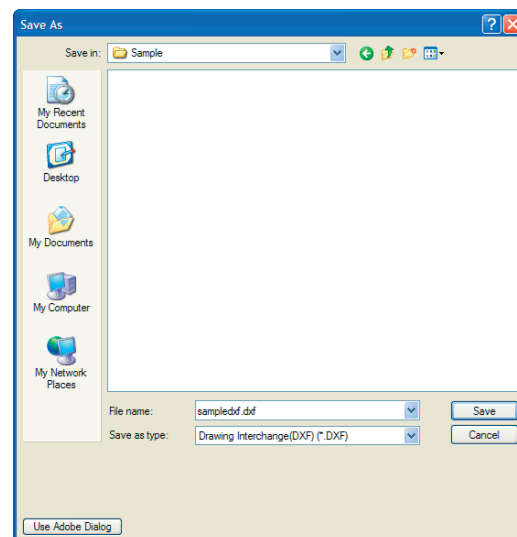 Save As
Save in: Sample
My Recent
Documents
Desktop
My Documents
My Computer
My Network
Places
File name: sampledxf.dxf Save
Save as type: Drawing Interchange(DXF) (*.DXF) Cancel
Use Adobe Dialog